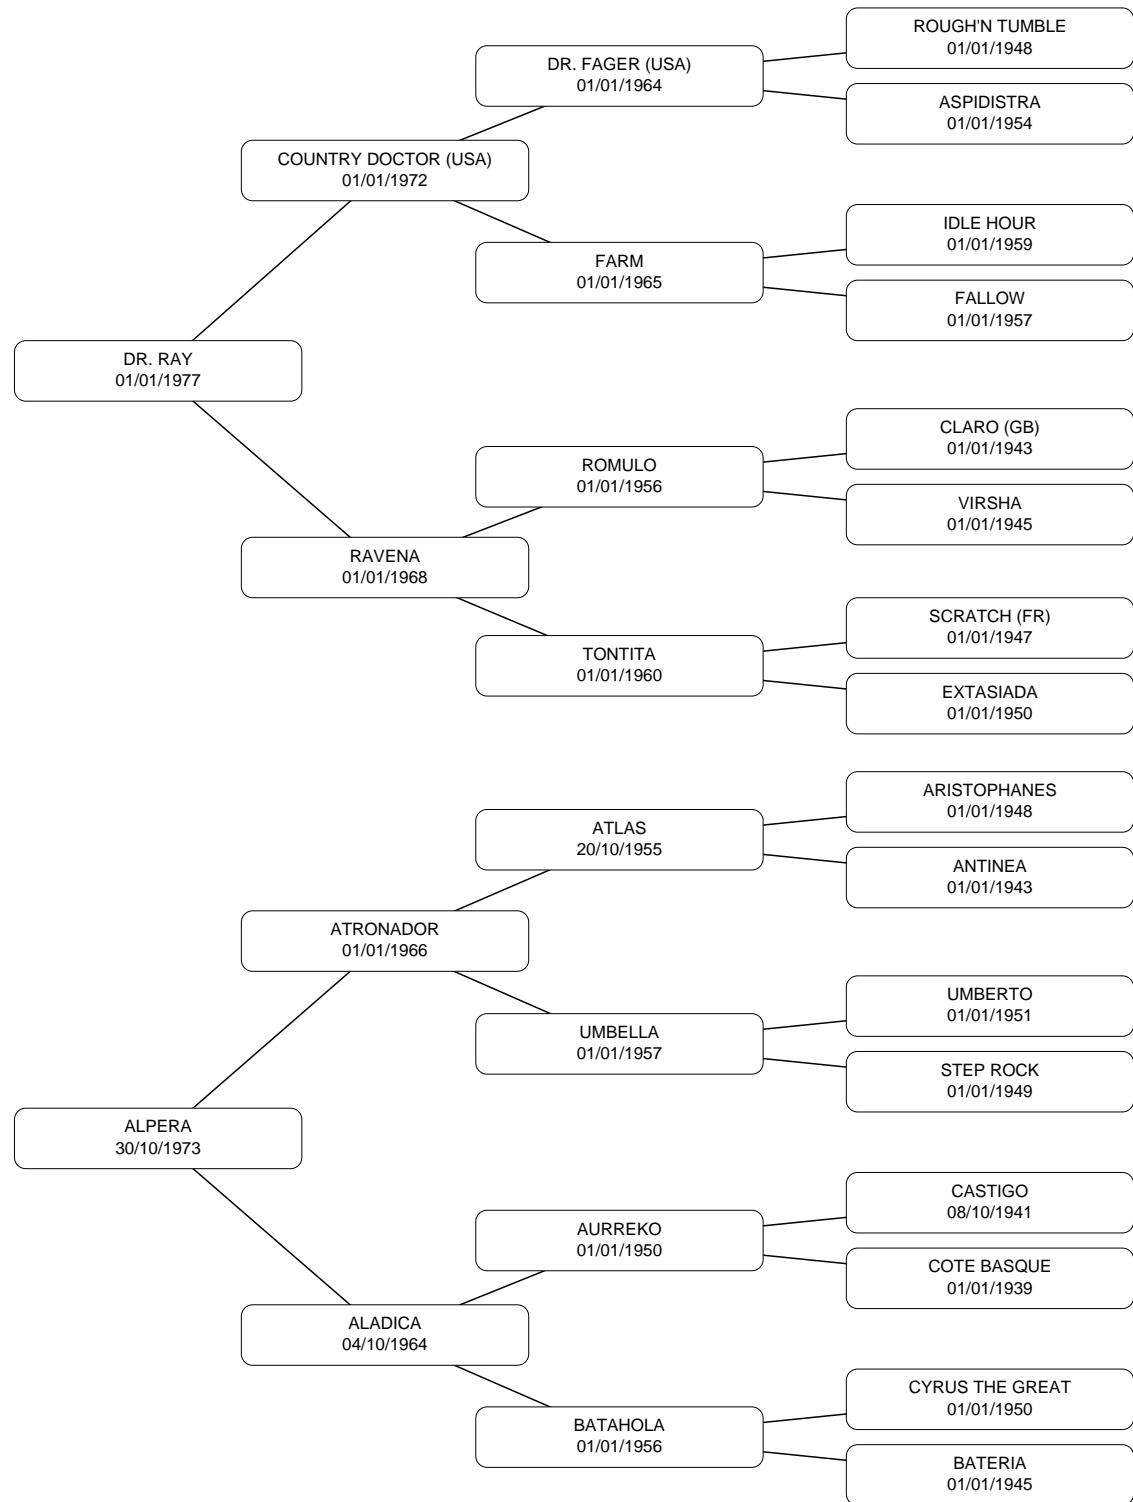 ROUGH'N TUMBLE
01/01/1948
DR. FAGER (USA)
01/01/1964
ASPIDISTRA
01/01/1954
COUNTRY DOCTOR (USA)
01/01/1972
IDLE HOUR
01/01/1959
FARM
01/01/1965
FALLOW
01/01/1957
DR. RAY
01/01/1977
CLARO (GB)
01/01/1943
ROMULO
01/01/1956
VIRSHA
01/01/1945
RAVENA
01/01/1968
SCRATCH (FR)
01/01/1947
TONTITA
01/01/1960
EXTASIADA
01/01/1950
ARISTOPHANES
01/01/1948
ATLAS
20/10/1955
ANTINEA
01/01/1943
ATRONADOR
01/01/1966
UMBERTO
01/01/1951
UMBELLA
01/01/1957
STEP ROCK
01/01/1949
ALPERA
30/10/1973
CASTIGO
08/10/1941
AURREKO
01/01/1950
COTE BASQUE
01/01/1939
ALADICA
04/10/1964
CYRUS THE GREAT
01/01/1950
BATAHOLA
01/01/1956
BATERIA
01/01/1945